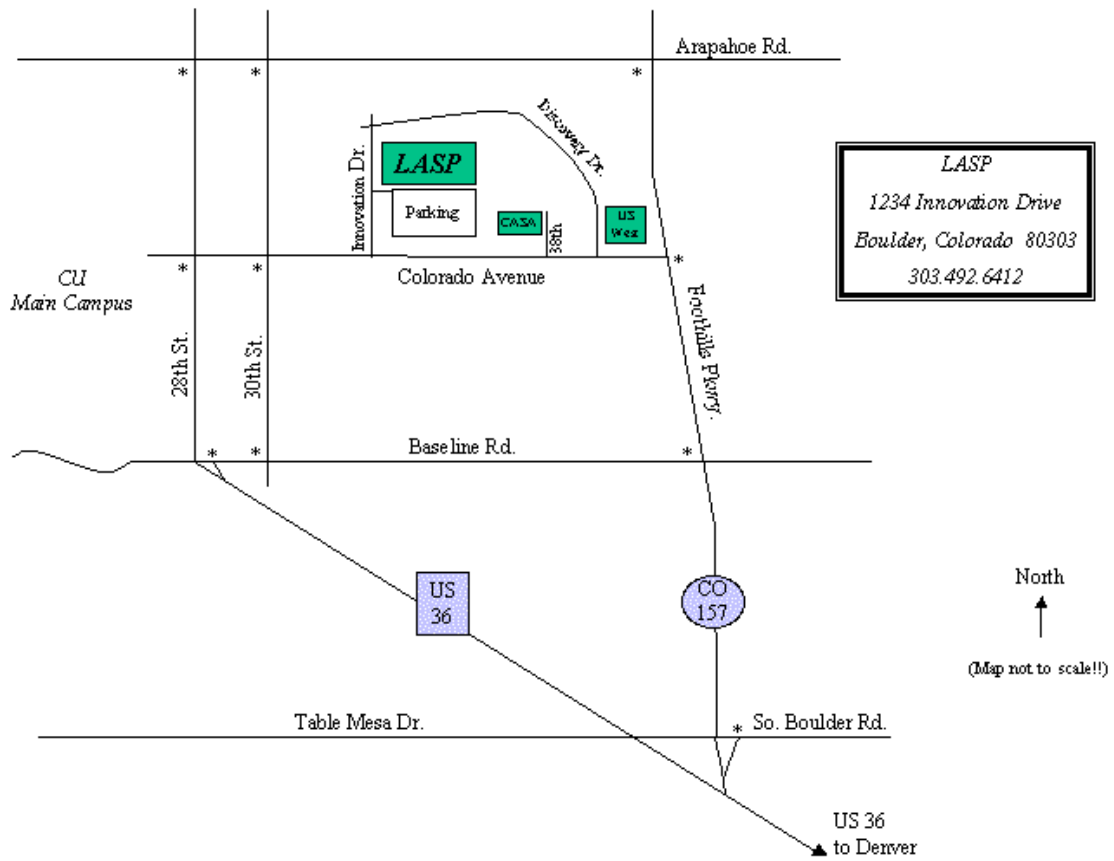 Arapahoe Rd.
*
*
*
Discovery Dr.
Innovation Dr.
LASP
Parking
CASA
38th
US
West
LASP
1234 Innovation Drive
Boulder, Colorado 80303
303.492.6412
*
*
*
Colorado Avenue
CU
Main Campus
28th St.
30th St.
Foothills Pkwy.
*
*
Baseline Rd.
*
US
36
CO
157
North
(Map not to scale!!)
Table Mesa Dr.
*
So. Boulder Rd.
US 36
to Denver